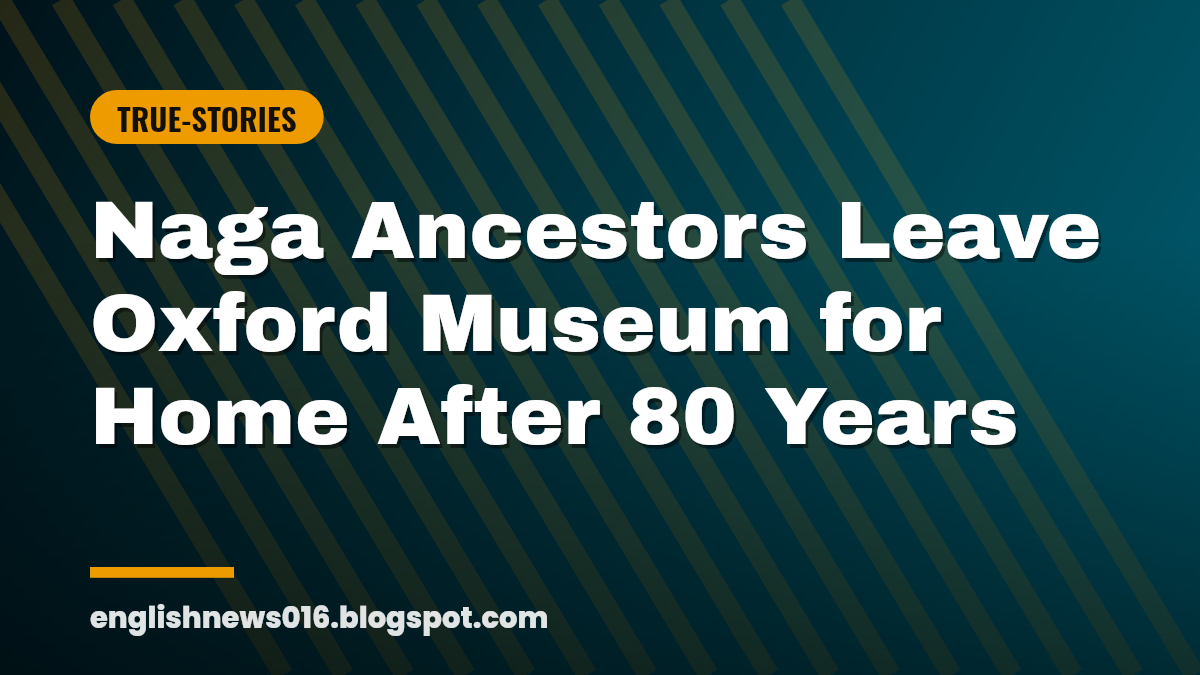 TRUE-STORIES
Naga Ancestors Leave
Oxford Museum for
Home After 80 Years
englishnews016.blogspot.com